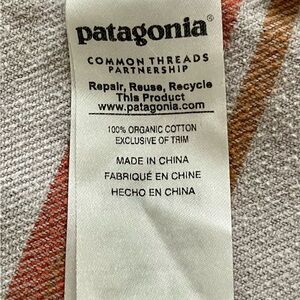 patagonia®
COMMON THREADS
PARTNERSHIP
Repair, Reuse, Recycle
This Product
www.patagonia.com
100% ORGANIC COTTON
EXCLUSIVE OF TRIM
MADE IN CHINA
FABRIQUÉ EN CHINE
HECHO EN CHINA